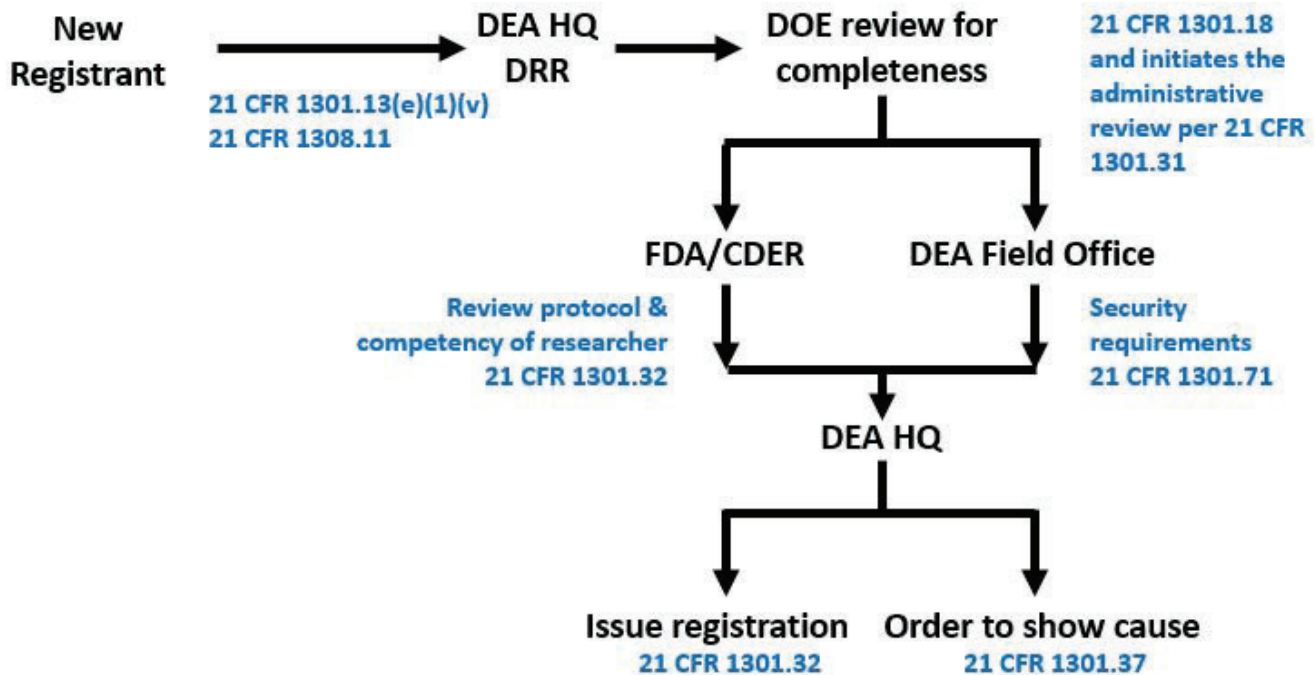 New
Registrant
21 CFR 1301.13(e)(1)(v)
21 CFR 1308.11
DEA HQ
DRR
DOE review for
completeness
21 CFR 1301.18
and initiates the
administrative
review per 21 CFR
1301.31
FDA/CDER
DEA Field Office
Review protocol &
competency of researcher
21 CFR 1301.32
Security
requirements
21 CFR 1301.71
DEA HQ
Issue registration
21 CFR 1301.32
Order to show cause
21 CFR 1301.37